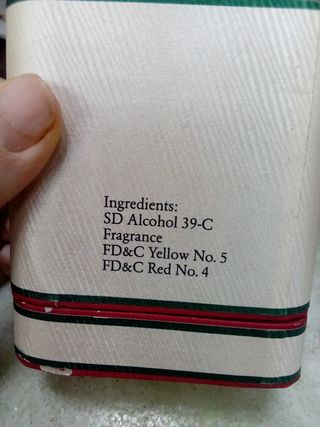 Ingredients:
SD Alcohol 39-C
Fragrance
FD&C Yellow No. 5
FD&C Red No. 4